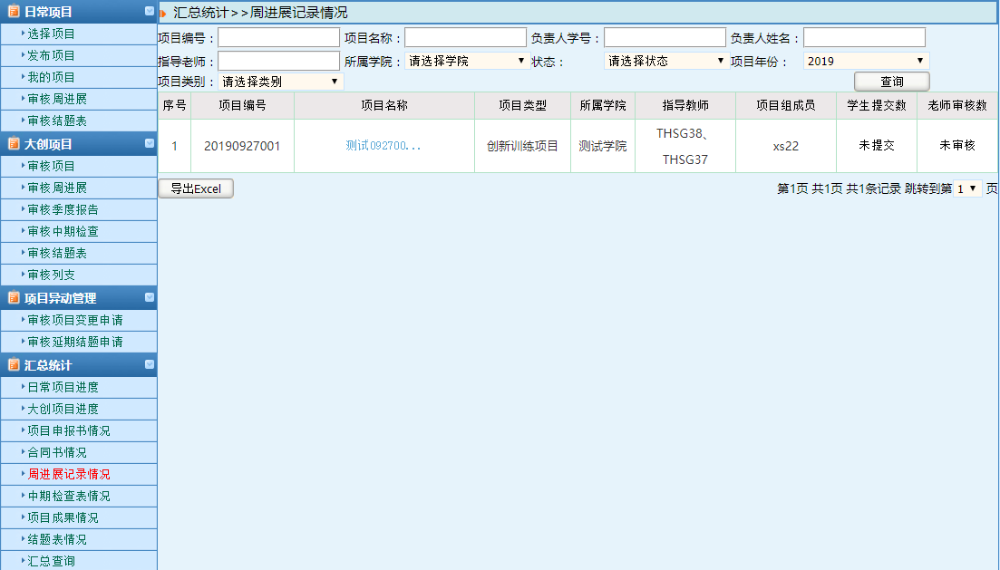 日常项目
选择项目
发布项目
我的项目
审核周进展
审核结题表
大创项目
审核项目
审核周进展
审核季度报告
审核中期检查
审核结题表
审核列支
项目异动管理
审核项目变更申请
审核延期结题申请
汇总统计
日常项目进度
大创项目进度
项目申报书情况
合同书情况
周进展记录情况
中期检查表情况
项目成果情况
结题表情况
汇总查询
汇总统计>>周进展记录情况
项目编号： 项目名称： 负责人学号： 负责人姓名：
指导老师： 所属学院： 请选择学院 状态： 请选择状态 项目年份： 2019
项目类别： 请选择类别 查询
序号 项目编号 项目名称 项目类型 所属学院 指导教师 项目组成员 学生提交数 老师审核数
1 20190927001 测试092700... 创新训练项目 测试学院 THSG38、 xs22 未提交 未审核
THSG37
导出Excel 第1页 共1页 共1条记录 跳转到第 1 页